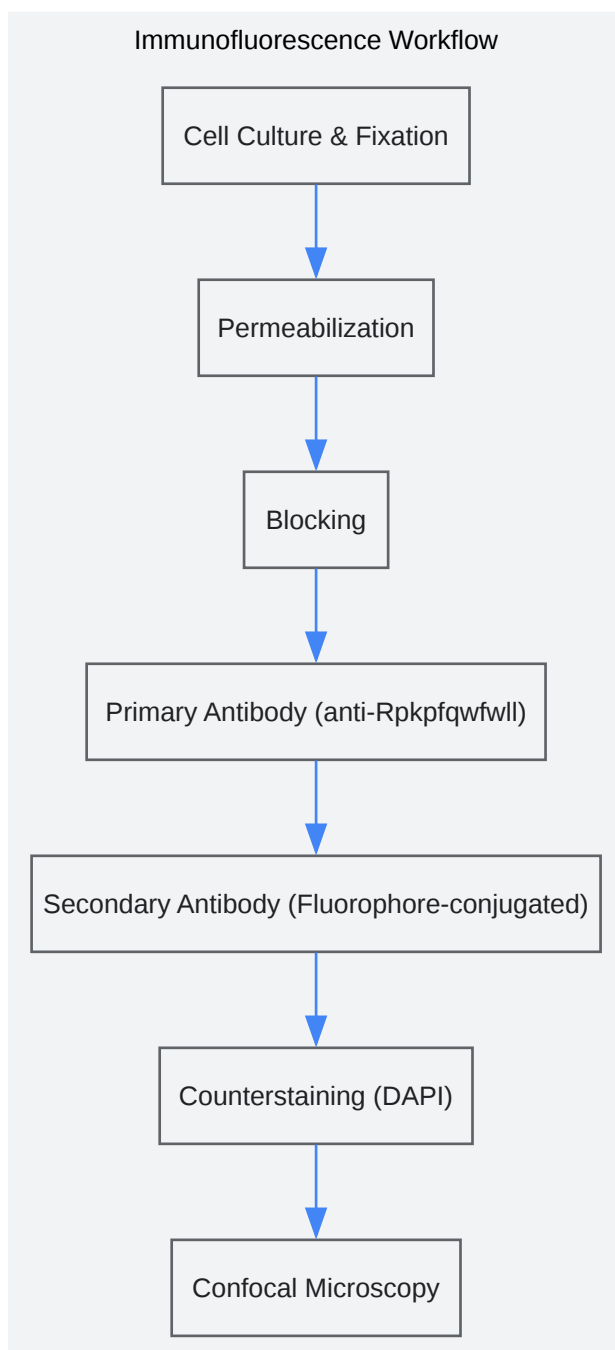 Immunofluorescence Workflow
Cell Culture & Fixation
Permeabilization
Blocking
Primary Antibody (anti-Rpkpfqwfwll)
Secondary Antibody (Fluorophore-conjugated)
Counterstaining (DAPI)
Confocal Microscopy